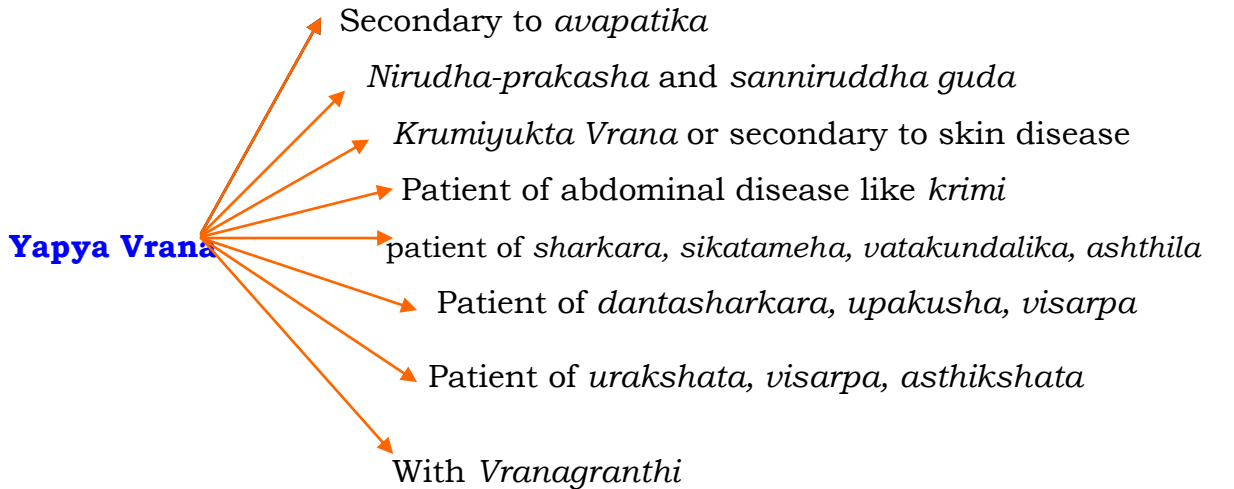 Secondary to avapatika
Nirudha-prakasha and sanniruddha guda
Krumiyukta Vrana or secondary to skin disease
Patient of abdominal disease like krimi
Yapya Vrana
patient of sharkara, sikatameha, vatakundalika, ashthila
Patient of dantasharkara, upakusha, visarpa
Patient of urakshata, visarpa, asthikshata
With Vranagranthi